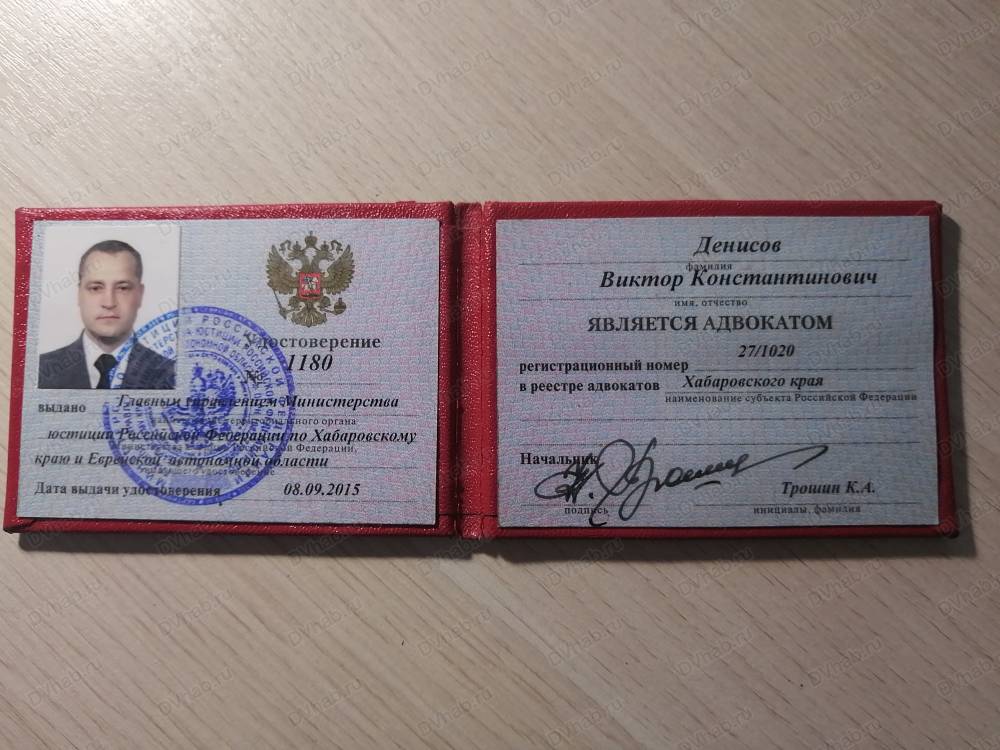 Удостоверение
№ 1180
выдано Главным управлением Министерства
юстиции Российской Федерации по Хабаровскому
краю и Еврейской автономной области
Дата выдачи удостоверения 08.09.2015
Денисов
фамилия
Виктор Константинович
имя, отчество
ЯВЛЯЕТСЯ АДВОКАТОМ
регистрационный номер 27/1020
в реестре адвокатов Хабаровского края
наименование субъекта Российской Федерации
Начальник
Трошин К.А.
подпись инициалы, фамилия
DVhab.ru